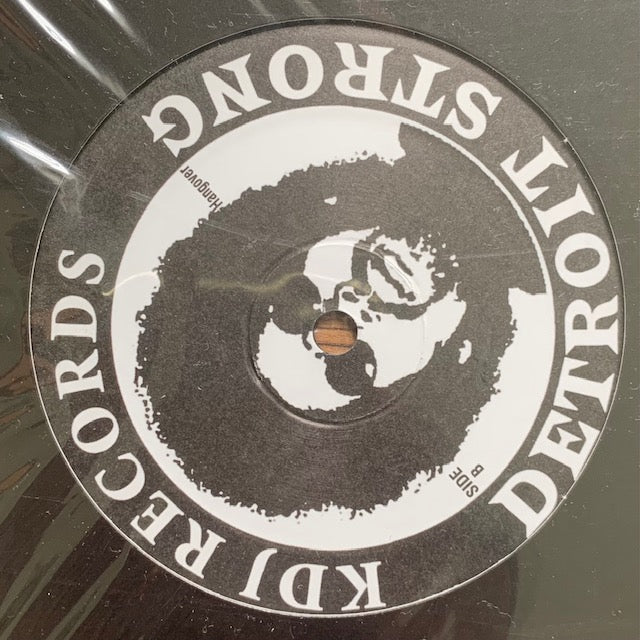 DETROIT STRONG
KDJ RECORDS
Hangover
SIDE
B